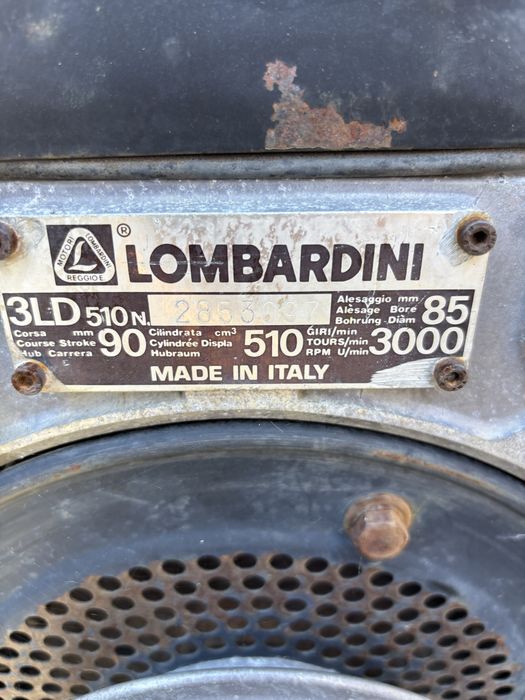 MOTORI LOMBARDINI REGGIO E
® LOMBARDINI
3LD 510 N.
Alesaggio mm
Alésage Bore 85
Bohrung Diam
Corsa mm
Course Stroke 90
Hub Carrera
Cilindrata cm³
Cylindrée Displa 510
Hubraum
GIRI/min
TOURS/min 3000
RPM U/min
MADE IN ITALY